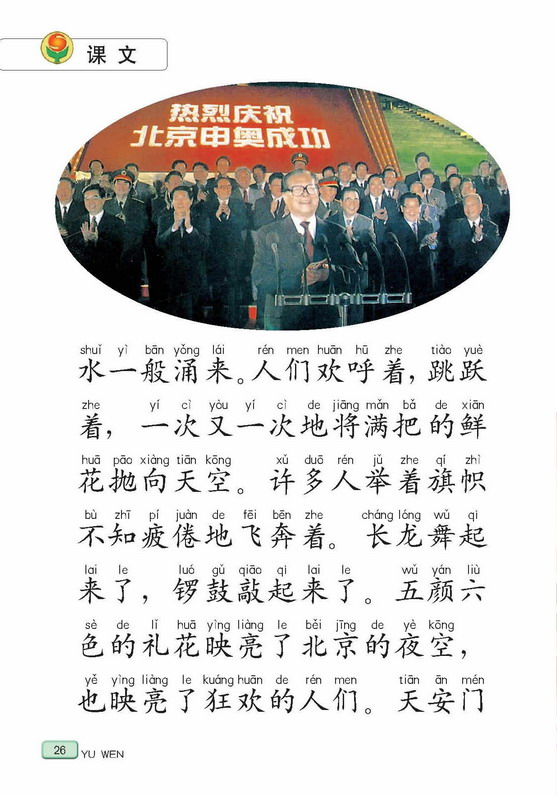 课文
热烈庆祝
北京申奥成功
shuǐ yì bān yǒng lái rén men huān hū zhe tiào yuè
水一般涌来。人们欢呼着，跳跃
zhe yí cì yòu yí cì de jiāng mǎn bǎ de xiān
着，一次又一次地将满把的鲜
huā pāo xiàng tiān kōng xǔ duō rén jǔ zhe qí zhì
花抛向天空。许多人举着旗帜
bù zhī pí juàn de fēi bēn zhe cháng lóng wǔ qi
不知疲倦地飞奔着。长龙舞起
lai le luó gǔ qiāo qi lai le wǔ yán liù
来了，锣鼓敲起来了。五颜六
sè de lǐ huā yìng liàng le běi jīng de yè kōng
色的礼花映亮了北京的夜空，
yě yìng liàng le kuáng huān de rén men tiān ān mén
也映亮了狂欢的人们。天安门
26 YU WEN